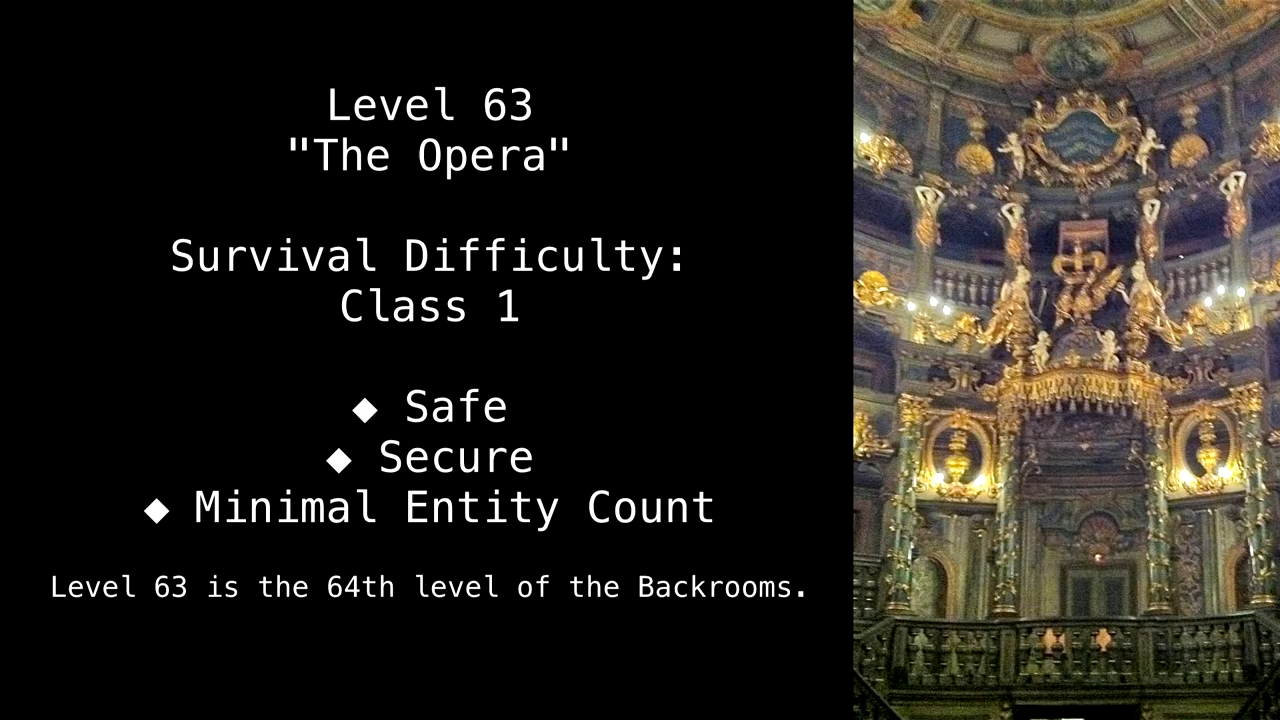 Level 63
"The Opera"
Survival Difficulty:
Class 1
◆ Safe
◆ Secure
◆ Minimal Entity Count
Level 63 is the 64th level of the Backrooms.